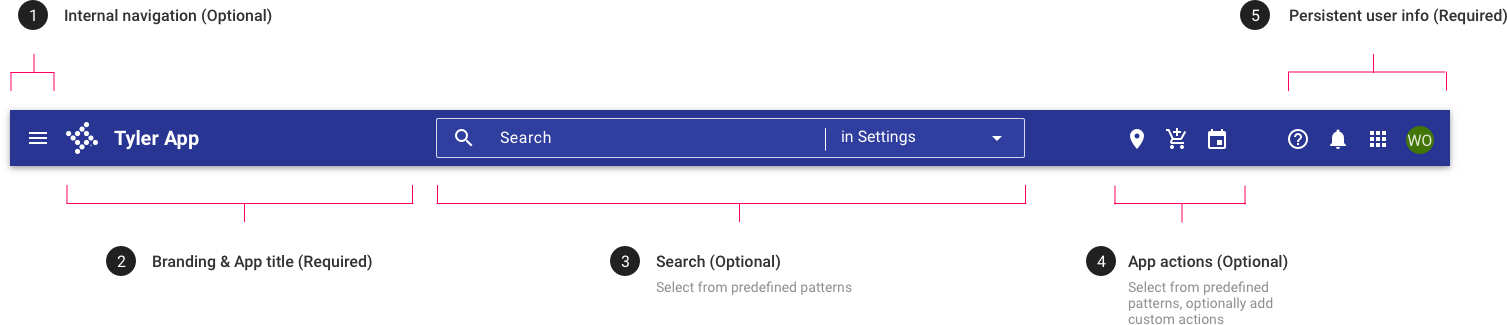 1 Internal navigation (Optional)
5 Persistent user info (Required)
Tyler App
Search
in Settings
WO
2 Branding & App title (Required)
3 Search (Optional)
Select from predefined patterns
4 App actions (Optional)
Select from predefined
patterns, optionally add
custom actions